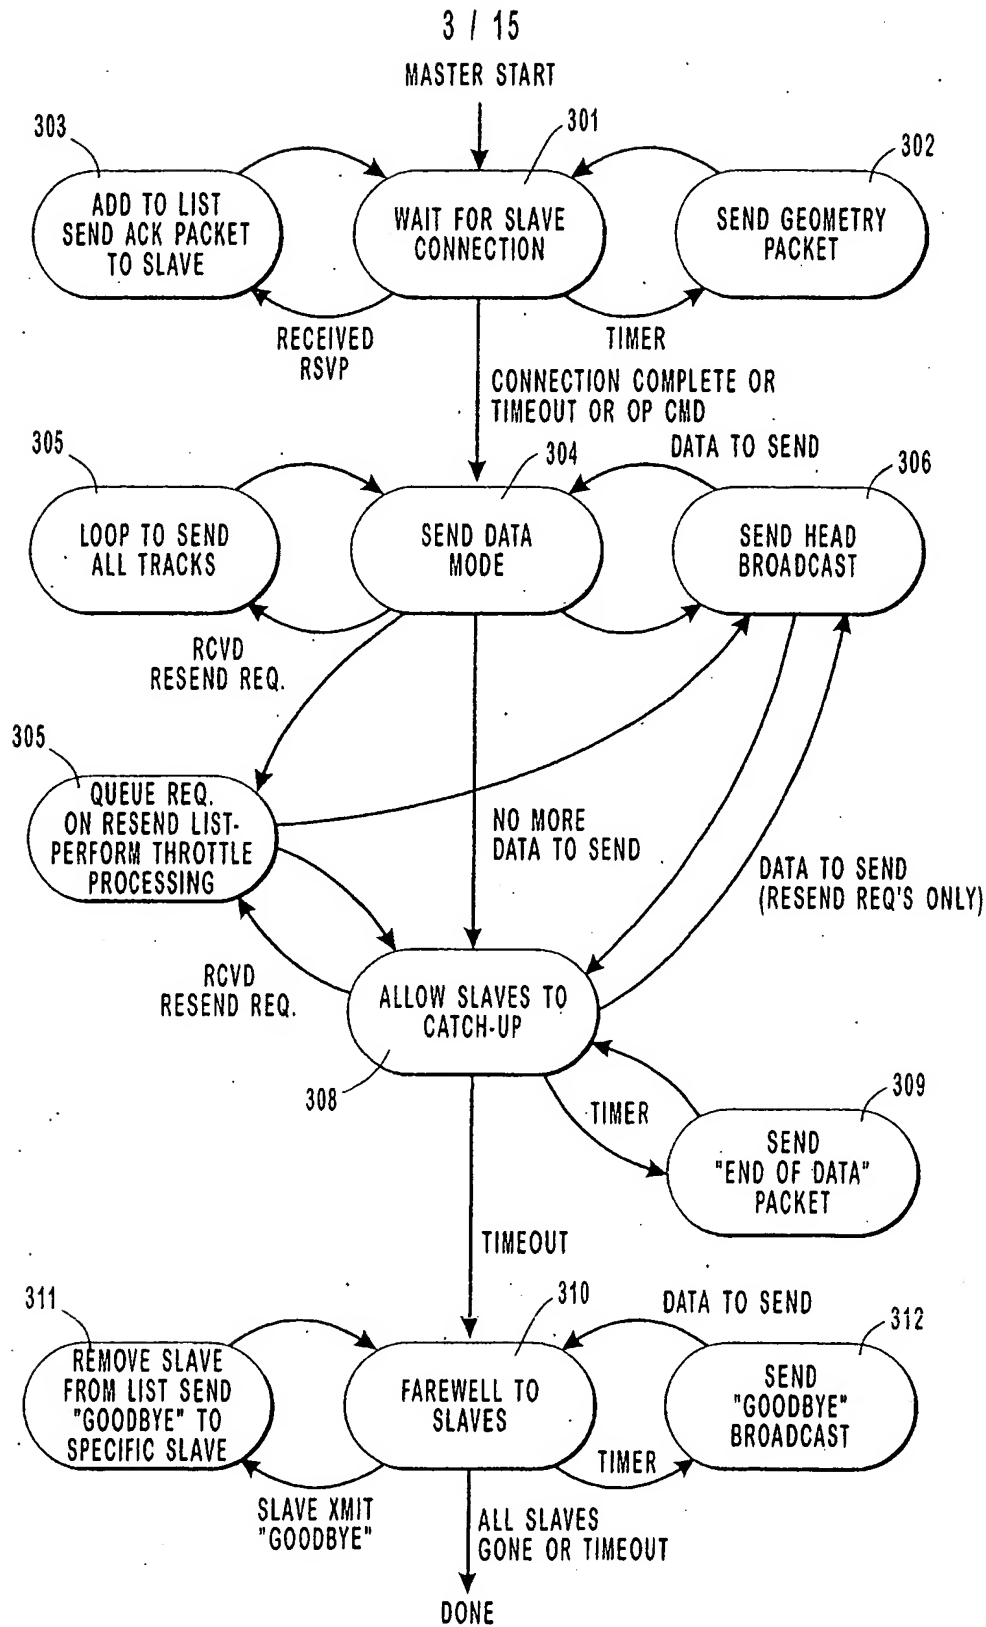 3 / 15
MASTER START
303
301
302
ADD TO LIST
SEND ACK PACKET
TO SLAVE
WAIT FOR SLAVE
CONNECTION
SEND GEOMETRY
PACKET
RECEIVED
RSVP
TIMER
CONNECTION COMPLETE OR
TIMEOUT OR OP CMD
305
304
DATA TO SEND
306
LOOP TO SEND
ALL TRACKS
SEND DATA
MODE
SEND HEAD
BROADCAST
RCVD
RESEND REQ.
305
QUEUE REQ.
ON RESEND LIST-
PERFORM THROTTLE
PROCESSING
NO MORE
DATA TO SEND
DATA TO SEND
(RESEND REQ'S ONLY)
RCVD
RESEND REQ.
ALLOW SLAVES TO
CATCH-UP
308
TIMER
309
SEND
"END OF DATA"
PACKET
TIMEOUT
311
310
DATA TO SEND
312
REMOVE SLAVE
FROM LIST SEND
"GOODBYE" TO
SPECIFIC SLAVE
FAREWELL TO
SLAVES
SEND
"GOODBYE"
BROADCAST
TIMER
SLAVE XMIT
"GOODBYE"
ALL SLAVES
GONE OR TIMEOUT
DONE